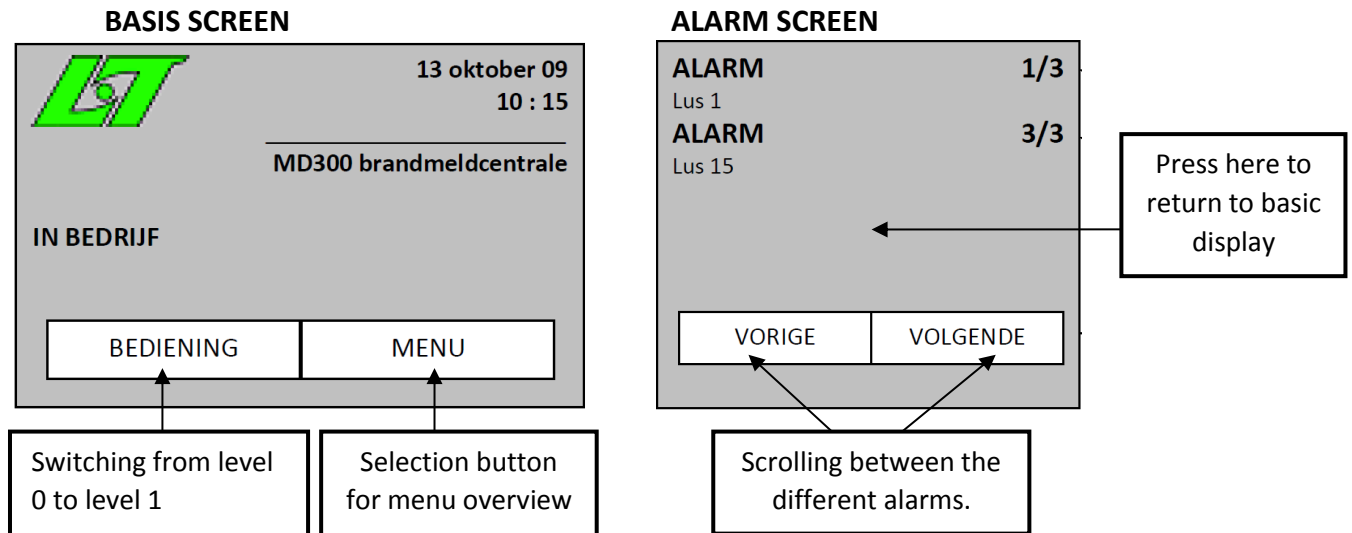 BASIS SCREEN
13 oktober 09
10 : 15
MD300 brandmeldcentrale
IN BEDRIJF
BEDIENING
MENU
Switching from level
0 to level 1
Selection button
for menu overview
ALARM SCREEN
ALARM 1/3
Lus 1
ALARM 3/3
Lus 15
Press here to
return to basic
display
VORIGE
VOLGENDE
Scrolling between the
different alarms.